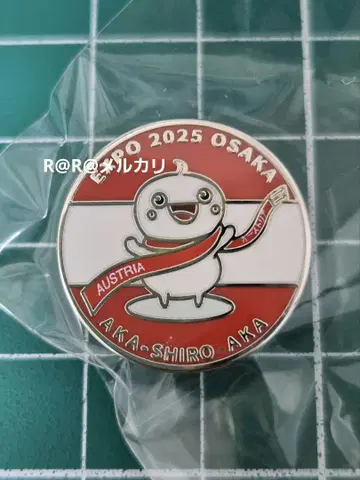 EXPO 2025 OSAKA
R@R@メルカリ
AUSTRIA
AKA-SHIRO AKA